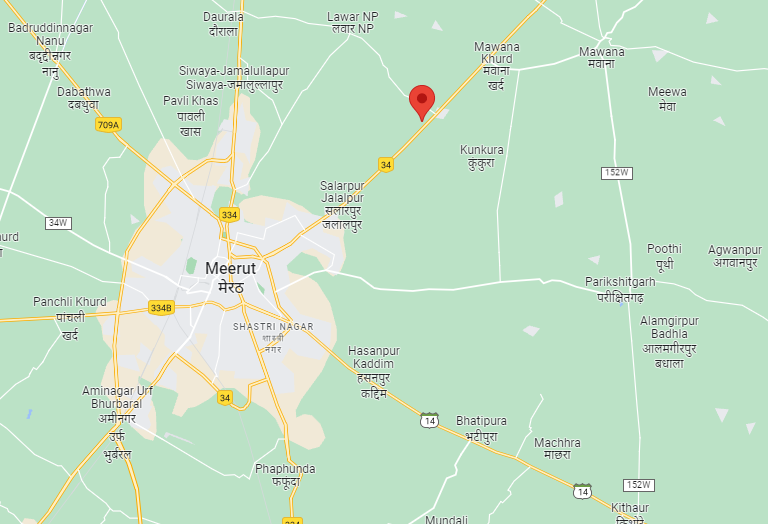 Daurala
दौराला
Lawar NP
लवार NP
Badruddinnagar
Nanu
बद्दद्दीनगर
नानु
Mawana
Khurd
मवाना
खर्द
Mawana
मवाना
Siwaya-Jamalullapur
Siwaya-जमालुल्लापुर
Dabathwa
दबथुवा
Pavli Khas
पावली
खास
Meewa
मेवा
709A
Kunkura
कुंकुरा
34
152W
Salarpur
Jalalpur
सलारपुर
जलालपुर
334
34W
Poothi
पूथी
Agwanpur
अगवानपुर
Meerut
मेरठ
Parikshitgarh
परीक्षितगढ़
Panchli Khurd
पांचली
खर्द
334B
SHASTRI NAGAR
शास्त्री
नगर
Alamgirpur
Badhla
आलमगीरपुर
बधाला
Hasanpur
Kaddim
हसनपुर
कद्दिम
Aminagar Urf
Bhurbaral
अमीनगर
उर्फ
भुर्बरल
34
14
Bhatipura
भटीपुरा
Machhra
माछरा
Phaphunda
फफूंदा
14
152W
Kithaur
Mundali